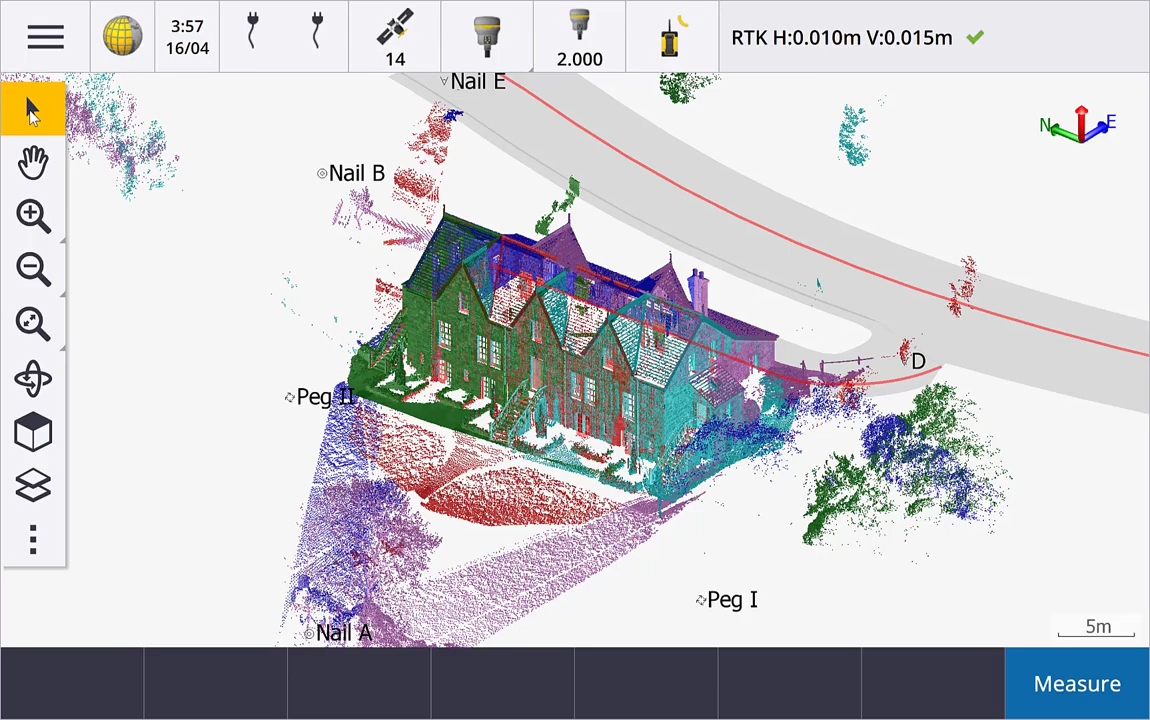 3:57
16/04
14
2.000
RTK H:0.010m V:0.015m
Nail E
N
E
Nail B
D
Peg II
Peg I
Nail A
5m
Measure